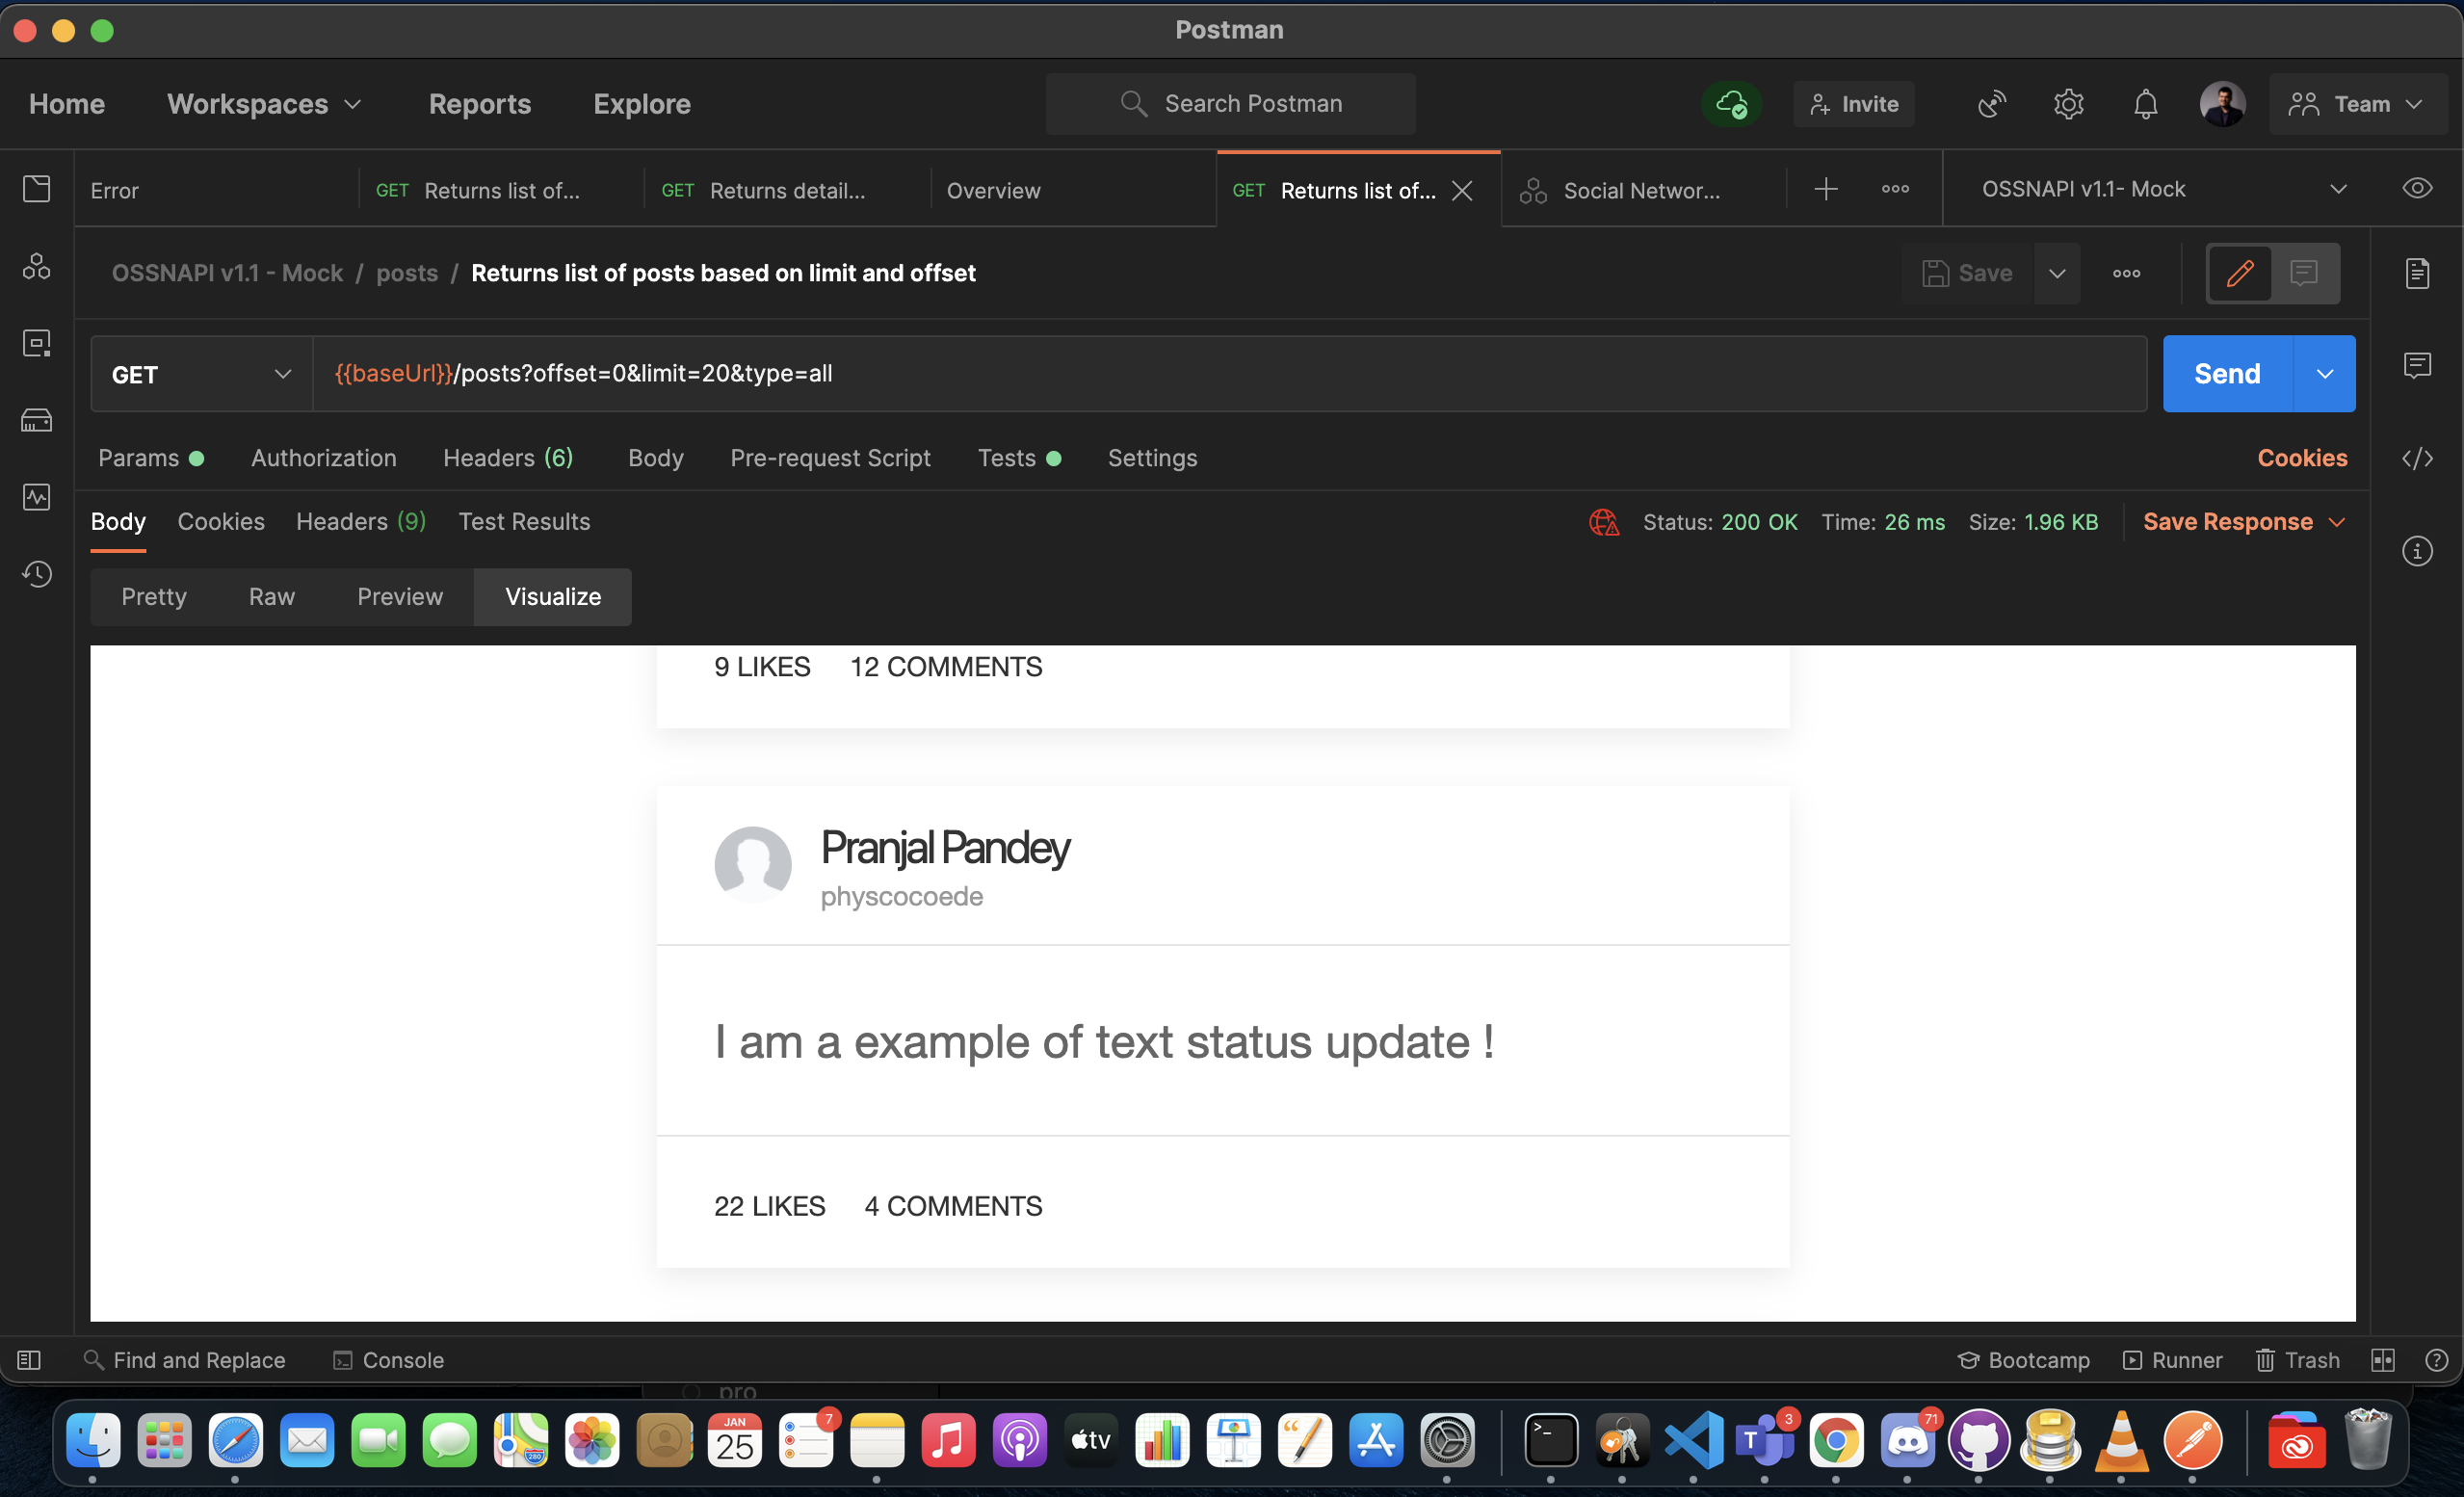 Postman
Home Workspaces Reports Explore Search Postman Invite Team
Error GET Returns list of... GET Returns detail... Overview GET Returns list of... Social Networ... OSSNAPI v1.1- Mock
OSSNAPI v1.1 - Mock / posts / Returns list of posts based on limit and offset Save
GET {{baseUrl}}/posts?offset=0&limit=20&type=all Send
Params Authorization Headers (6) Body Pre-request Script Tests Settings Cookies
Body Cookies Headers (9) Test Results Status: 200 OK Time: 26 ms Size: 1.96 KB Save Response
Pretty Raw Preview Visualize
9 LIKES 12 COMMENTS
Pranjal Pandey
physcocoede
I am a example of text status update !
22 LIKES 4 COMMENTS
Find and Replace Console Bootcamp Runner Trash
pro
JAN 7 3 71
25 tv T 280